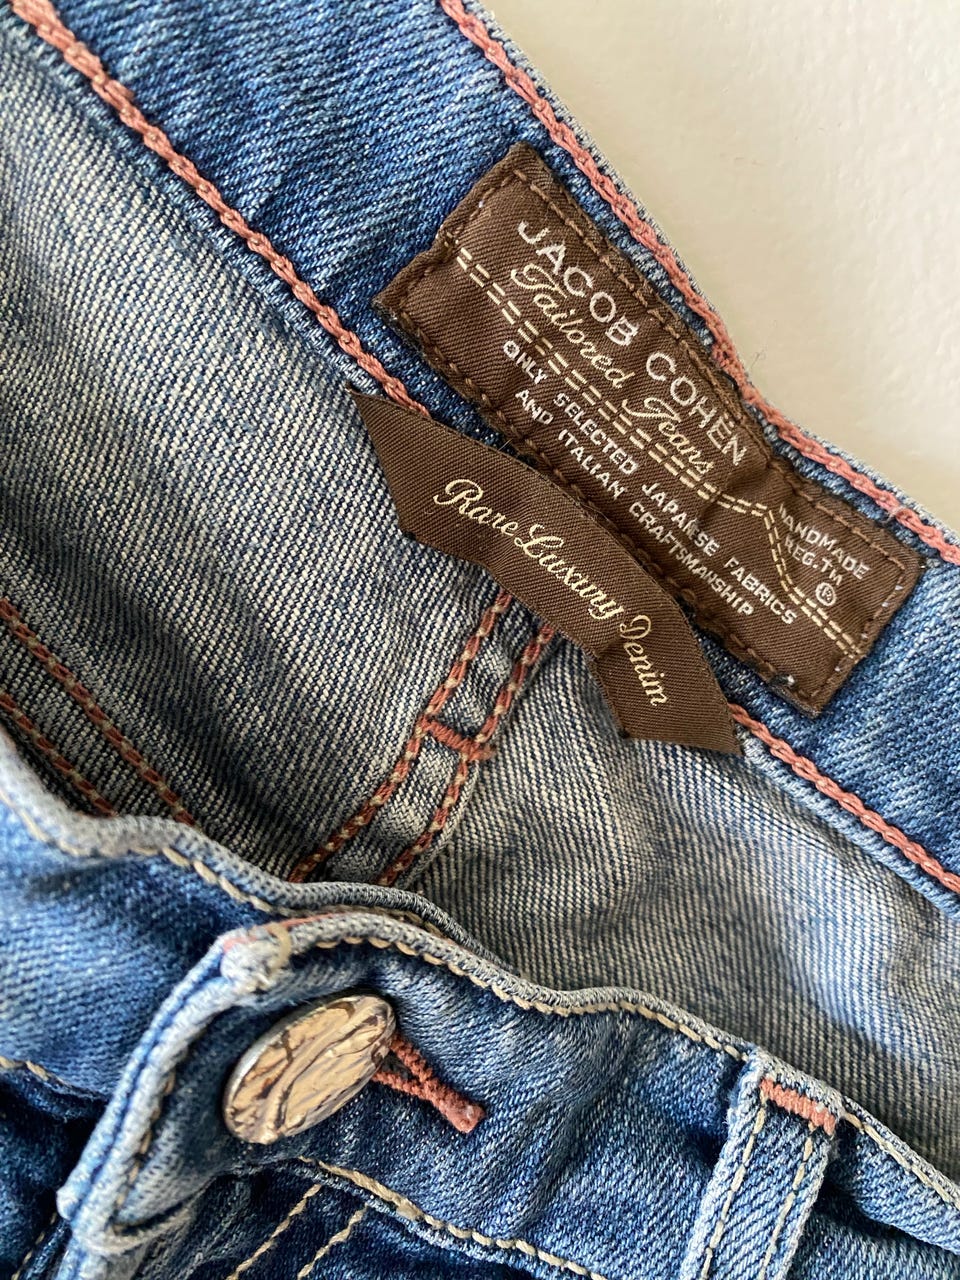 JACOB COHEN
Tailored Jeans
HANDMADE
REG.TM
®
ONLY SELECTED JAPANESE FABRICS
AND ITALIAN CRAFTSMANSHIP
Rare Luxury Denim